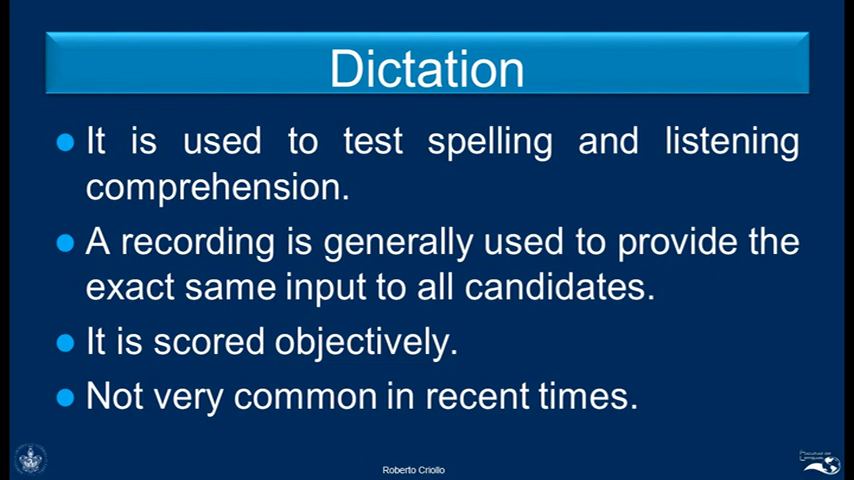 Dictation
It is used to test spelling and listening
comprehension.
A recording is generally used to provide the
exact same input to all candidates.
It is scored objectively.
Not very common in recent times.
Roberto Criollo